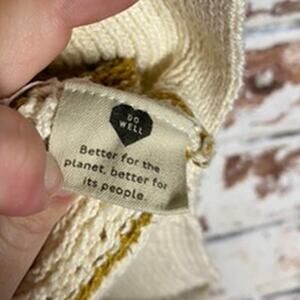 DO
WELL
Better for the
planet, better for
its people.